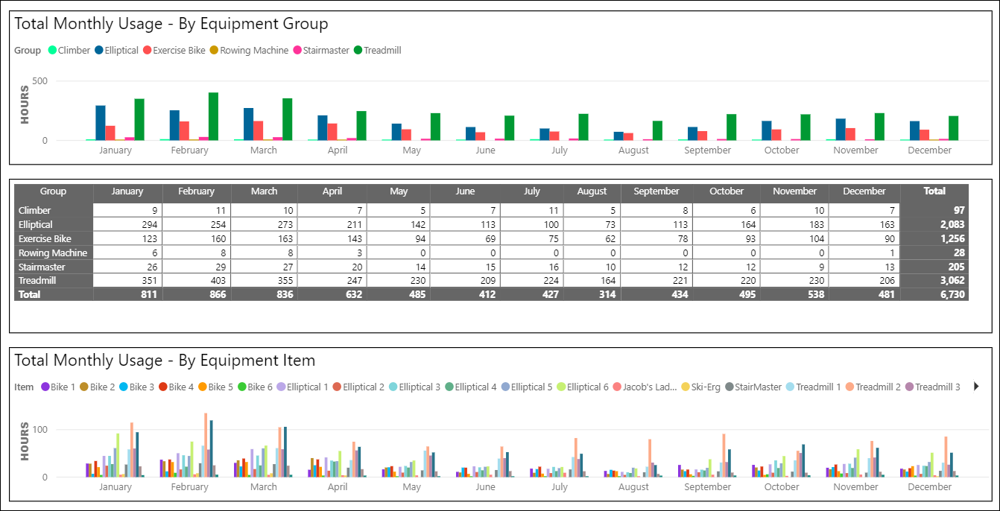 Total Monthly Usage - By Equipment Group
Group Climber Elliptical Exercise Bike Rowing Machine Stairmaster Treadmill
500
HOURS
0
January February March April May June July August September October November December
Group January February March April May June July August September October November December Total
Climber 9 11 10 7 5 7 11 5 8 6 10 7 97
Elliptical 294 254 273 211 142 113 100 73 113 164 183 163 2,083
Exercise Bike 123 160 163 143 94 69 75 62 78 93 104 90 1,256
Rowing Machine 6 8 8 3 0 0 0 0 0 0 0 1 28
Stairmaster 26 29 27 20 14 15 16 10 12 12 9 13 205
Treadmill 351 403 355 247 230 209 224 164 221 220 230 206 3,062
Total 811 866 836 632 485 412 427 314 434 495 538 481 6,730
Total Monthly Usage - By Equipment Item
Item Bike 1 Bike 2 Bike 3 Bike 4 Bike 5 Bike 6 Elliptical 1 Elliptical 2 Elliptical 3 Elliptical 4 Elliptical 5 Elliptical 6 Jacob's Lad... Ski-Erg StairMaster Treadmill 1 Treadmill 2 Treadmill 3
100
HOURS
0
January February March April May June July August September October November December